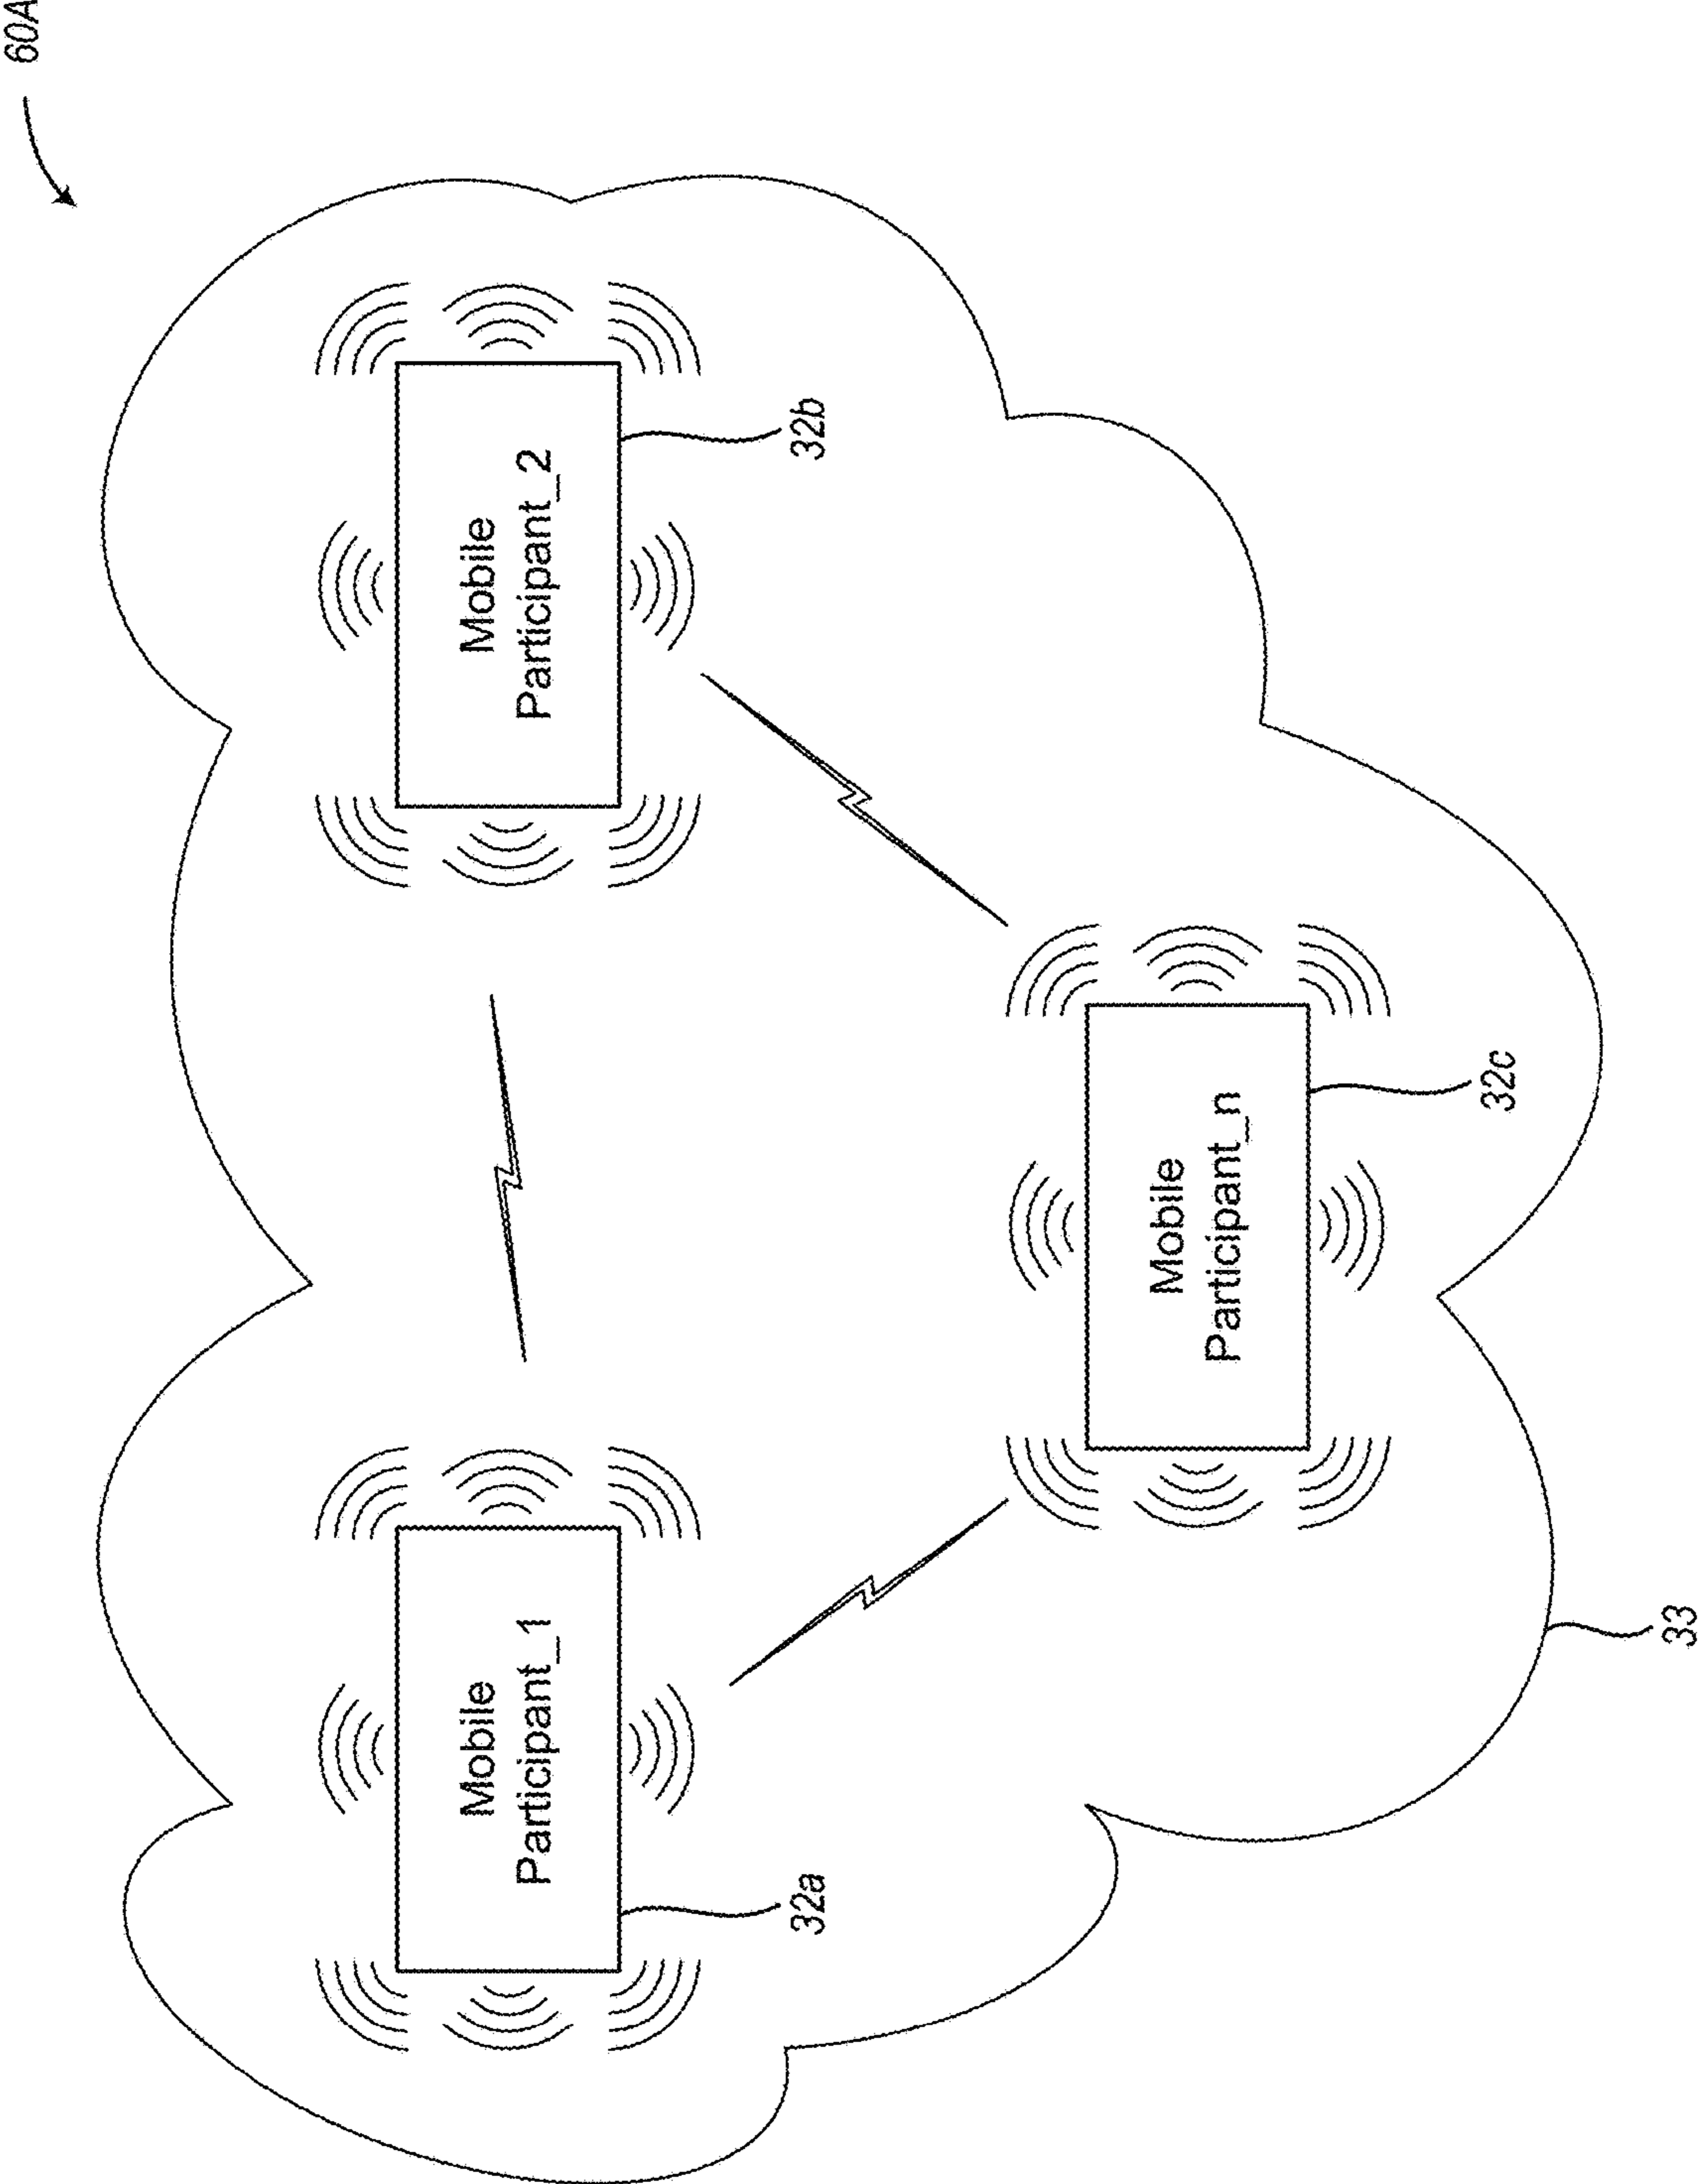 60A
Mobile
Participant_1
32a
Mobile
Participant_2
32b
Mobile
Participant_n
32c
33